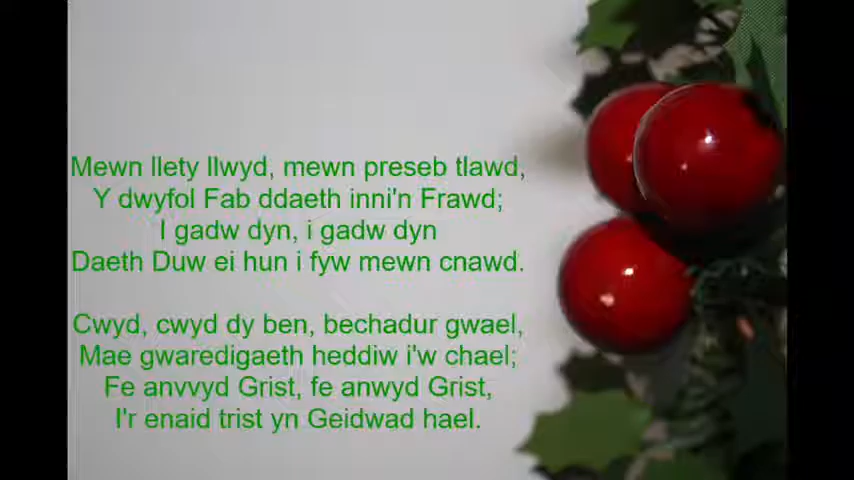 Mewn llety llwyd, mewn preseb tlawd,
Y dwyfol Fab ddaeth inni'n Frawd;
I gadw dyn, i gadw dyn
Daeth Duw ei hun i fyw mewn cnawd.
Cwyd, cwyd dy ben, bechadur gwael,
Mae gwaredigaeth heddiw i'w chael;
Fe anvvyd Grist, fe anwyd Grist,
I'r enaid trist yn Geidwad hael.